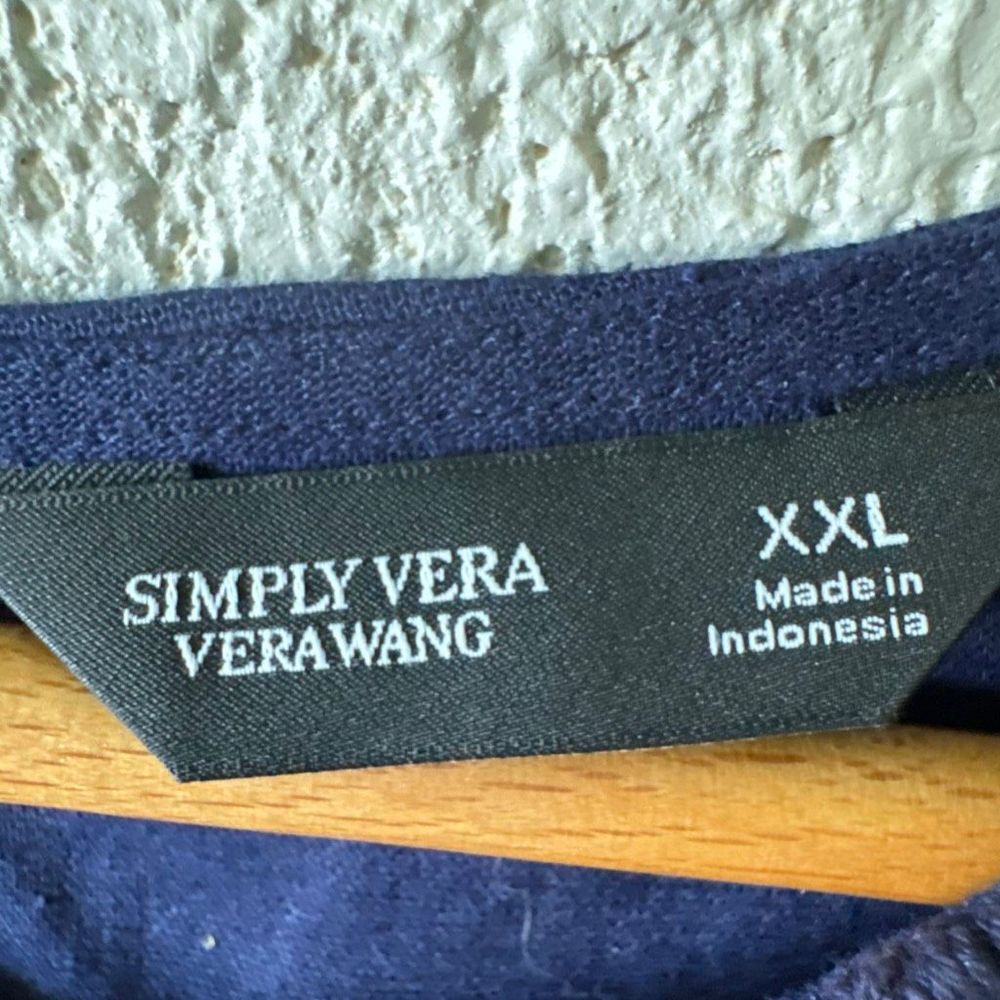 SIMPLY VERA
VERA WANG
XXL
Made in
Indonesia